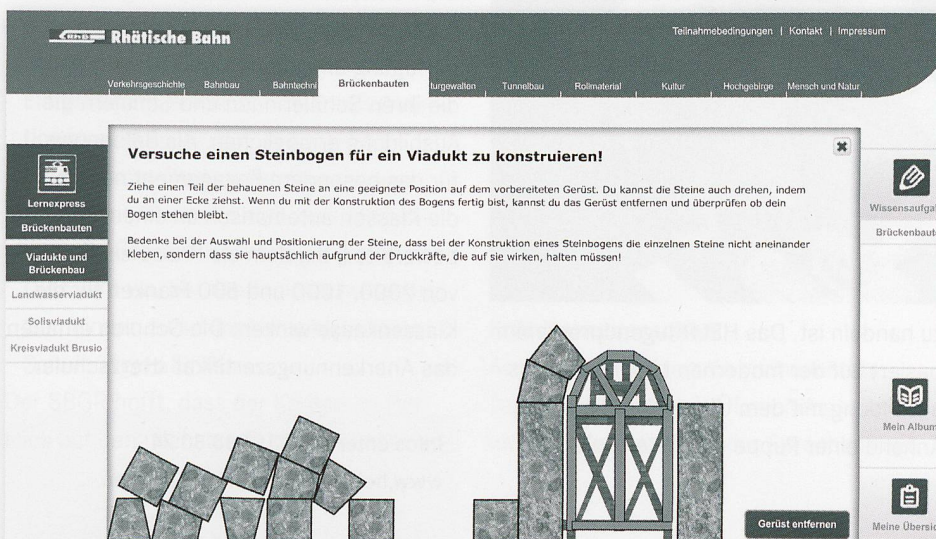 Rhätische Bahn
Teilnahmebedingungen | Kontakt | Impressum
Verkehrsgeschichte Bahnbau Bahntechni Brückenbauten turgewalten Tunnelbau Rollmaterial Kultur Hochgebirge Mensch und Natur
Versuche einen Steinbogen für ein Viadukt zu konstruieren!
Ziehe einen Teil der behauenen Steine an eine geeignete Position auf dem vorbereiteten Gerüst. Du kannst die Steine auch drehen, indem
du an einer Ecke ziehst. Wenn du mit der Konstruktion des Bogens fertig bist, kannst du das Gerüst entfernen und überprüfen ob dein
Bogen stehen bleibt.
Bedenke bei der Auswahl und Positionierung der Steine, dass bei der Konstruktion eines Steinbogens die einzelnen Steine nicht aneinander
kleben, sondern dass sie hauptsächlich aufgrund der Druckkräfte, die auf sie wirken, halten müssen!
Lernexpress
Brückenbauten
Viadukte und
Brückenbau
Landwasserviadukt
Solisviadukt
Kreisviadukt Brusio
Wissensaufgab
Brückenbaute
Mein Album
Meine Übersic
Gerüst entfernen